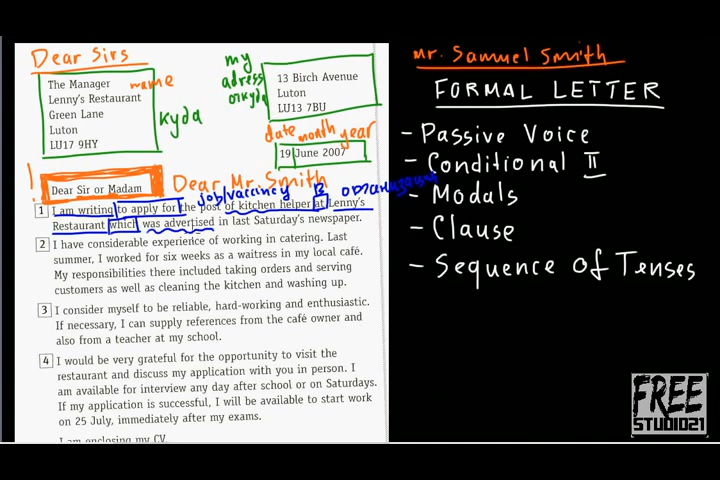 Dear Sirs
The Manager name
Lenny's Restaurant
Green Lane
Luton
LU17 9HY
куда
my
adress
откуда
13 Birch Avenue
Luton
LU13 7BU
date month year
19 June 2007
! Dear Sir or Madam
Dear Mr. Smith
job/vaccincy В организация
1 I am writing to apply for the post of kitchen helper at Lenny's
Restaurant which was advertised in last Saturday's newspaper.
2 I have considerable experience of working in catering. Last
summer, I worked for six weeks as a waitress in my local café.
My responsibilities there included taking orders and serving
customers as well as cleaning the kitchen and washing up.
3 I consider myself to be reliable, hard-working and enthusiastic.
If necessary, I can supply references from the café owner and
also from a teacher at my school.
4 I would be very grateful for the opportunity to visit the
restaurant and discuss my application with you in person. I
am available for interview any day after school or on Saturdays.
If my application is successful, I will be available to start work
on 25 July, immediately after my exams.
I am enclosing my CV.
Mr. Samuel Smith
FORMAL LETTER
- Passive Voice
- Conditional II
- Modals
- Clause
- Sequence of Tenses
FREE
STUDIO21